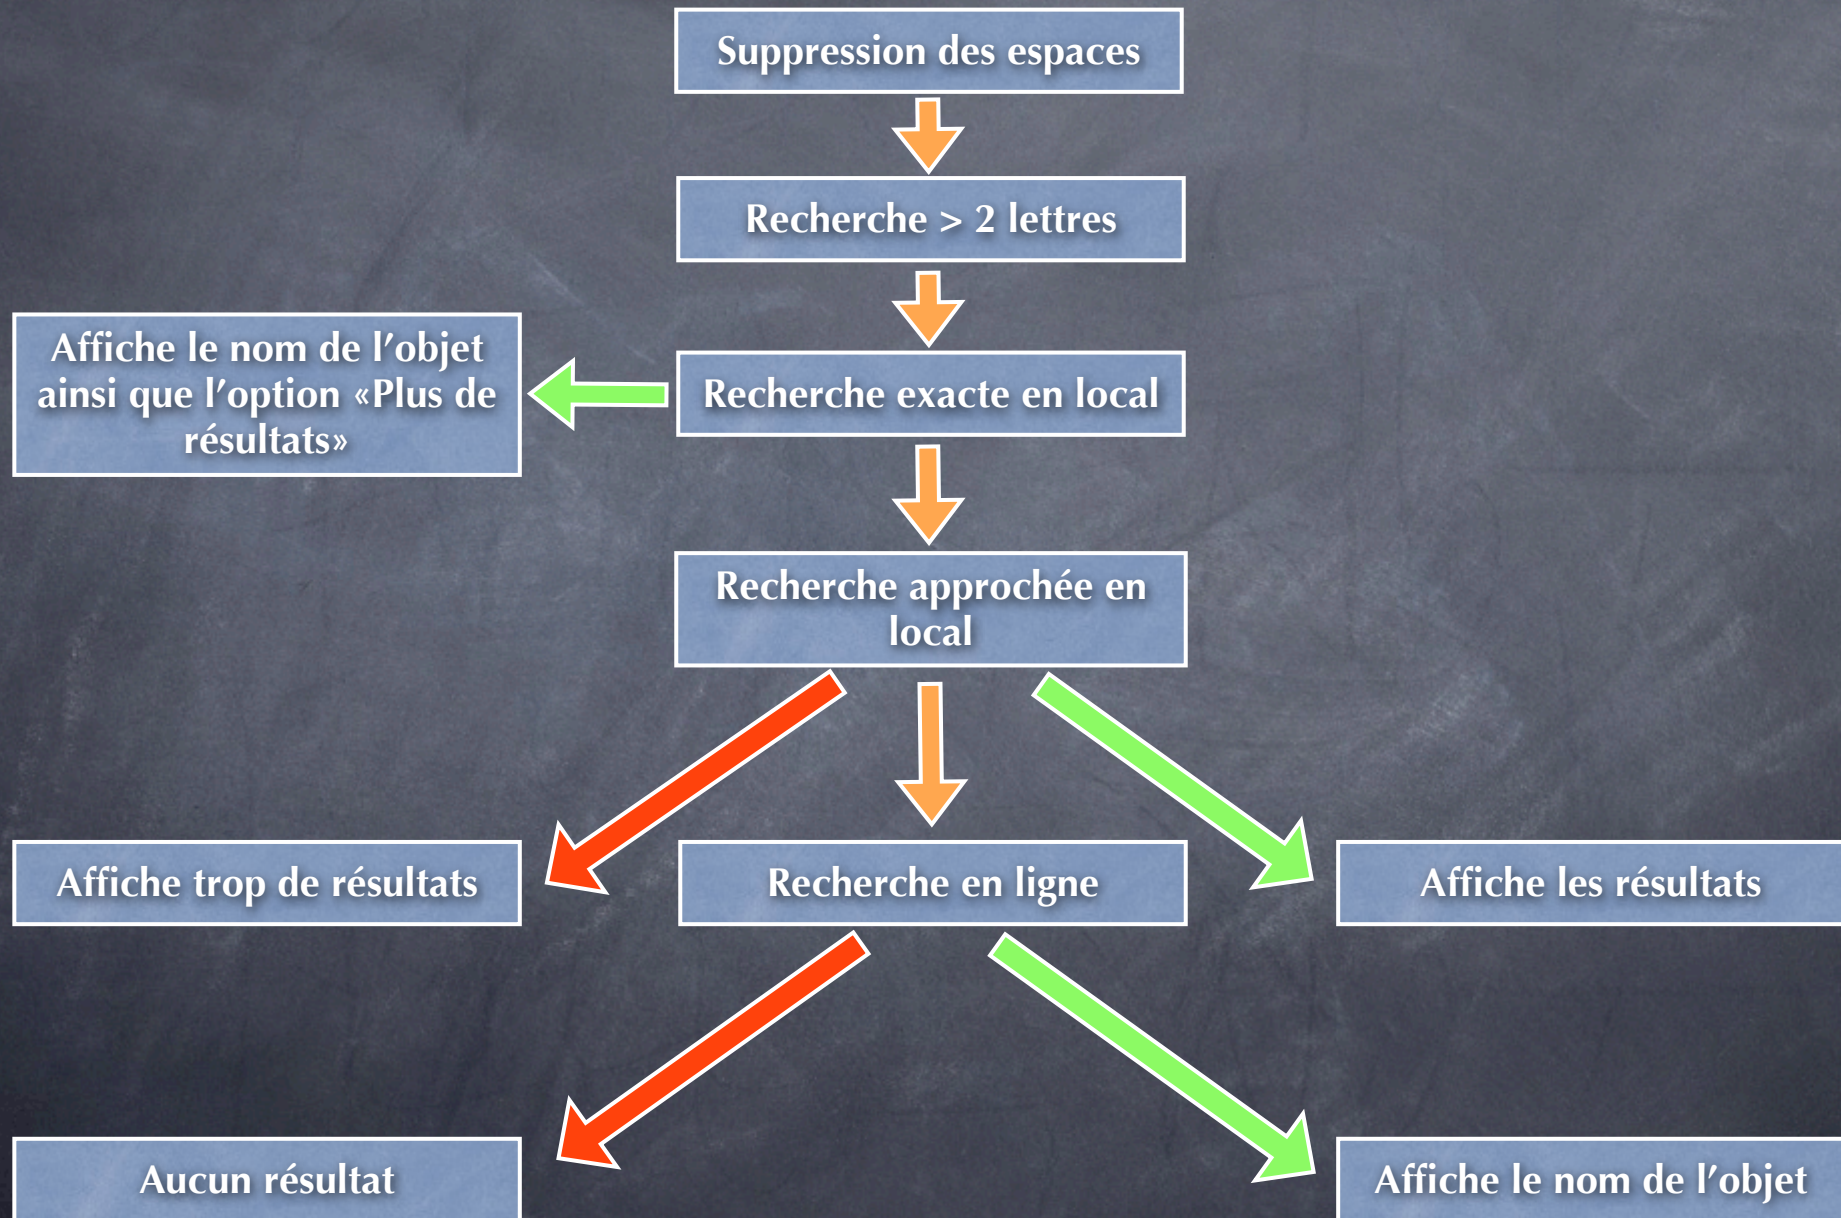 Suppression des espaces
Recherche > 2 lettres
Affiche le nom de l’objet
ainsi que l’option «Plus de
résultats»
Recherche exacte en local
Recherche approchée en
local
Affiche trop de résultats
Recherche en ligne
Affiche les résultats
Aucun résultat
Affiche le nom de l’objet